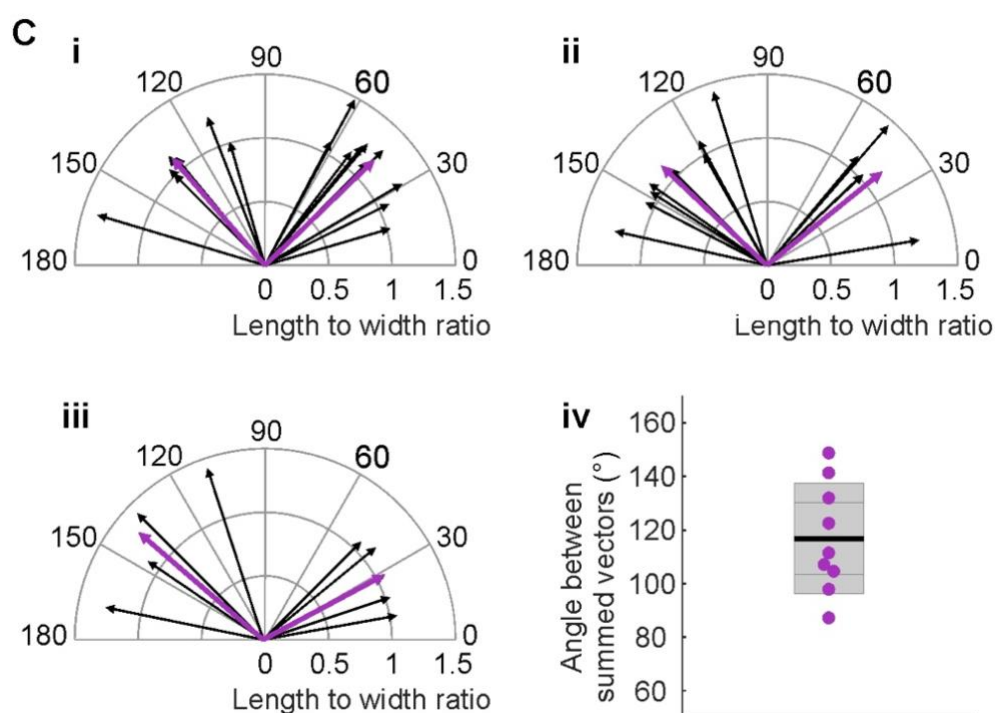 C
i
90
120
60
150
30
180
0
0 0.5 1 1.5
Length to width ratio
ii
90
120
60
150
30
180
0
0 0.5 1 1.5
Length to width ratio
iii
90
120
60
150
30
180
0
0 0.5 1 1.5
Length to width ratio
iv
Angle between
summed vectors (°)
160
140
120
100
80
60